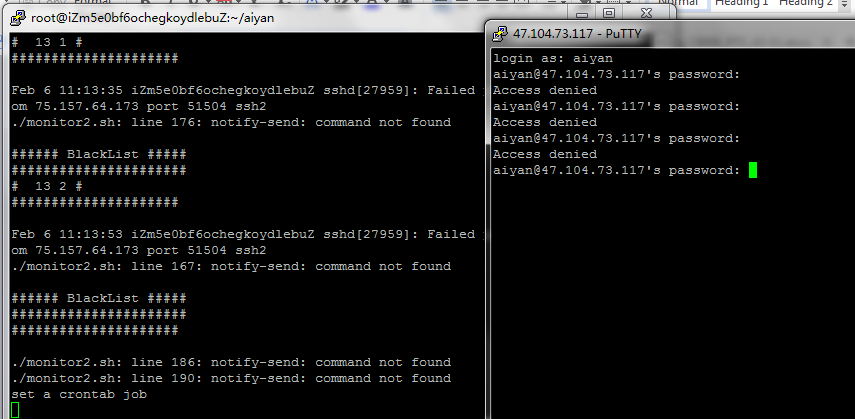 Normal
Heading 1
Heading 2
root@iZm5e0bf6ochegkoydlebuZ:~/aiyan
# 13 1 #
######################
Feb 6 11:13:35 iZm5e0bf6ochegkoydlebuZ sshd[27959]: Failed
om 75.157.64.173 port 51504 ssh2
./monitor2.sh: line 176: notify-send: command not found
###### BlackList #####
#######################
# 13 2 #
######################
Feb 6 11:13:53 iZm5e0bf6ochegkoydlebuZ sshd[27959]: Failed
om 75.157.64.173 port 51504 ssh2
./monitor2.sh: line 167: notify-send: command not found
###### BlackList #####
#######################
######################
./monitor2.sh: line 186: notify-send: command not found
./monitor2.sh: line 190: notify-send: command not found
set a crontab job
47.104.73.117 - PuTTY
login as: aiyan
aiyan@47.104.73.117's password:
Access denied
aiyan@47.104.73.117's password:
Access denied
aiyan@47.104.73.117's password:
Access denied
aiyan@47.104.73.117's password: